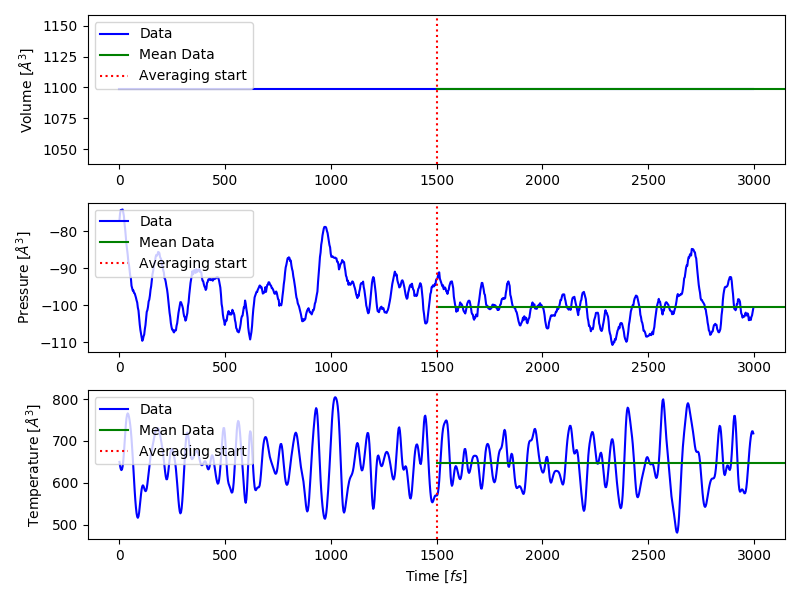 1150
1125
1100
1075
1050
Volume [Å³]
Data
Mean Data
Averaging start
0 500 1000 1500 2000 2500 3000
−80
−90
−100
−110
Pressure [Å³]
Data
Mean Data
Averaging start
0 500 1000 1500 2000 2500 3000
800
700
600
500
Temperature [Å³]
Data
Mean Data
Averaging start
0 500 1000 1500 2000 2500 3000
Time [fs]